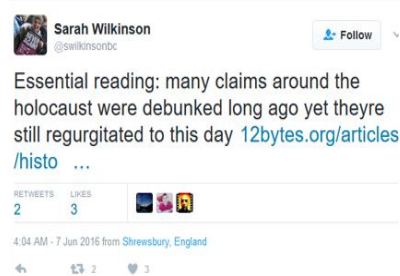 Sarah Wilkinson
@swilkinsonbc
Follow
Essential reading: many claims around the
holocaust were debunked long ago yet theyre
still regurgitated to this day 12bytes.org/articles
/histo ...
RETWEETS LIKES
2 3
4:04 AM - 7 Jun 2016 from Shrewsbury, England
2 3